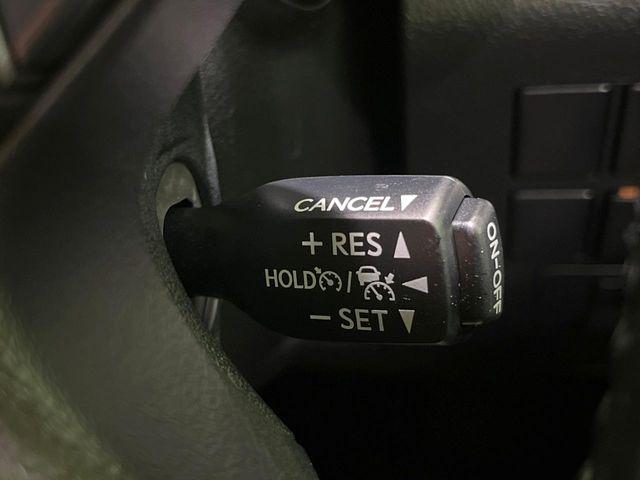 CANCEL
+ RES
HOLD /
− SET
ON-OFF